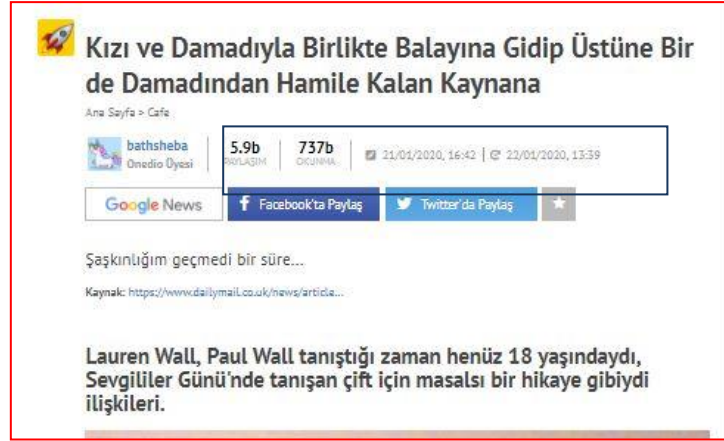 Kızı ve Damadıyla Birlikte Balayına Gidip Üstüne Bir
de Damadından Hamile Kalan Kaynana
Ana Sayfa > Cafe
bathsheba
Onedio Üyesi
5.9b
PAYLAŞIM
737b
OKUNMA
21/01/2020, 16:42
22/01/2020, 13:39
Google News
f Facebook'ta Paylaş
Twitter'da Paylaş
Şaşkınlığım geçmedi bir süre...
Kaynak: https://www.dailymail.co.uk/news/article...
Lauren Wall, Paul Wall tanıştığı zaman henüz 18 yaşındaydı,
Sevgililer Günü'nde tanışan çift için masalsı bir hikaye gibiydi
ilişkileri.